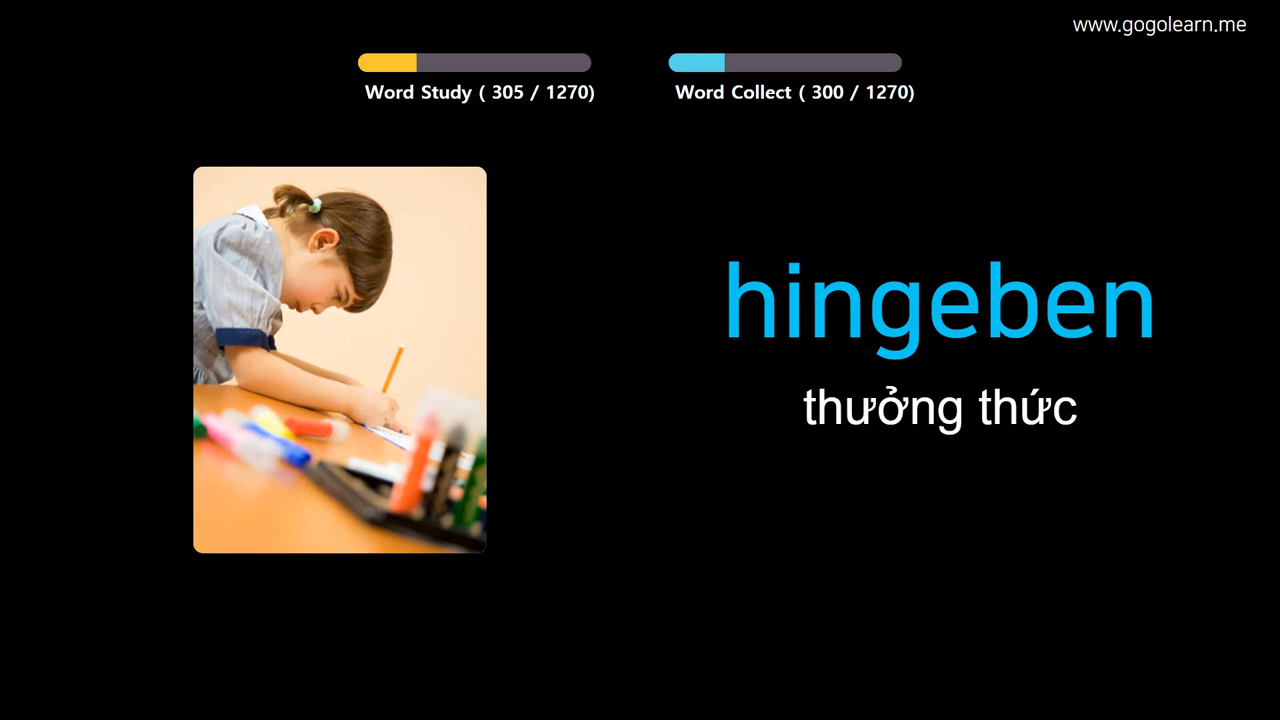 www.gogolearn.me
Word Study ( 305 / 1270)
Word Collect ( 300 / 1270)
hingeben
thưởng thức